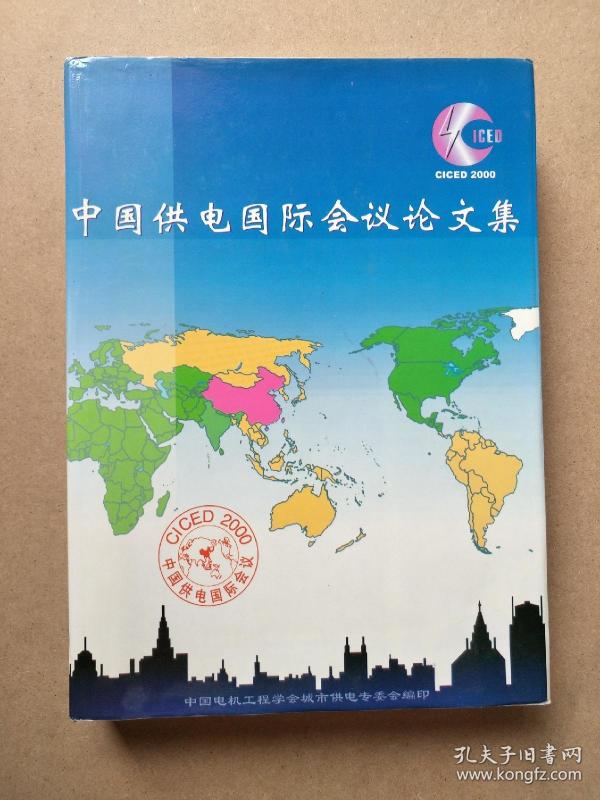 ICED
CICED 2000
中国供电国际会议论文集
CICED 2000
中国供电国际会议
中国电机工程学会城市供电专委会编印
孔夫子旧书网
www.kongfz.com